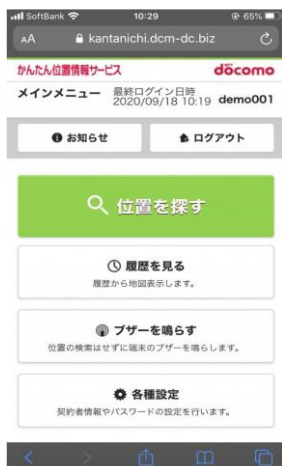 SoftBank 10:29 65%
AA kantanichi.dcm-dc.biz
かんたん位置情報サービス döcomo
メインメニュー 最終ログイン日時
2020/09/18 10:19 demo001
お知らせ ログアウト
位置を探す
履歴を見る
履歴から地図表示します。
ブザーを鳴らす
位置の検索はせずに端末のブザーを鳴らします。
各種設定
契約者情報やパスワードの設定を行います。